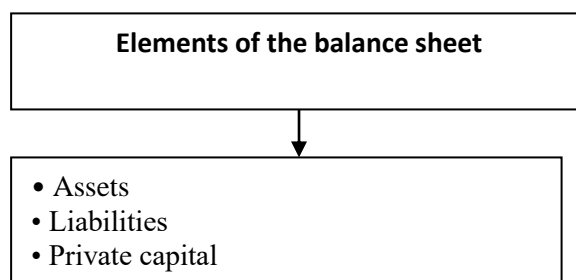 Elements of the balance sheet
• Assets
• Liabilities
• Private capital